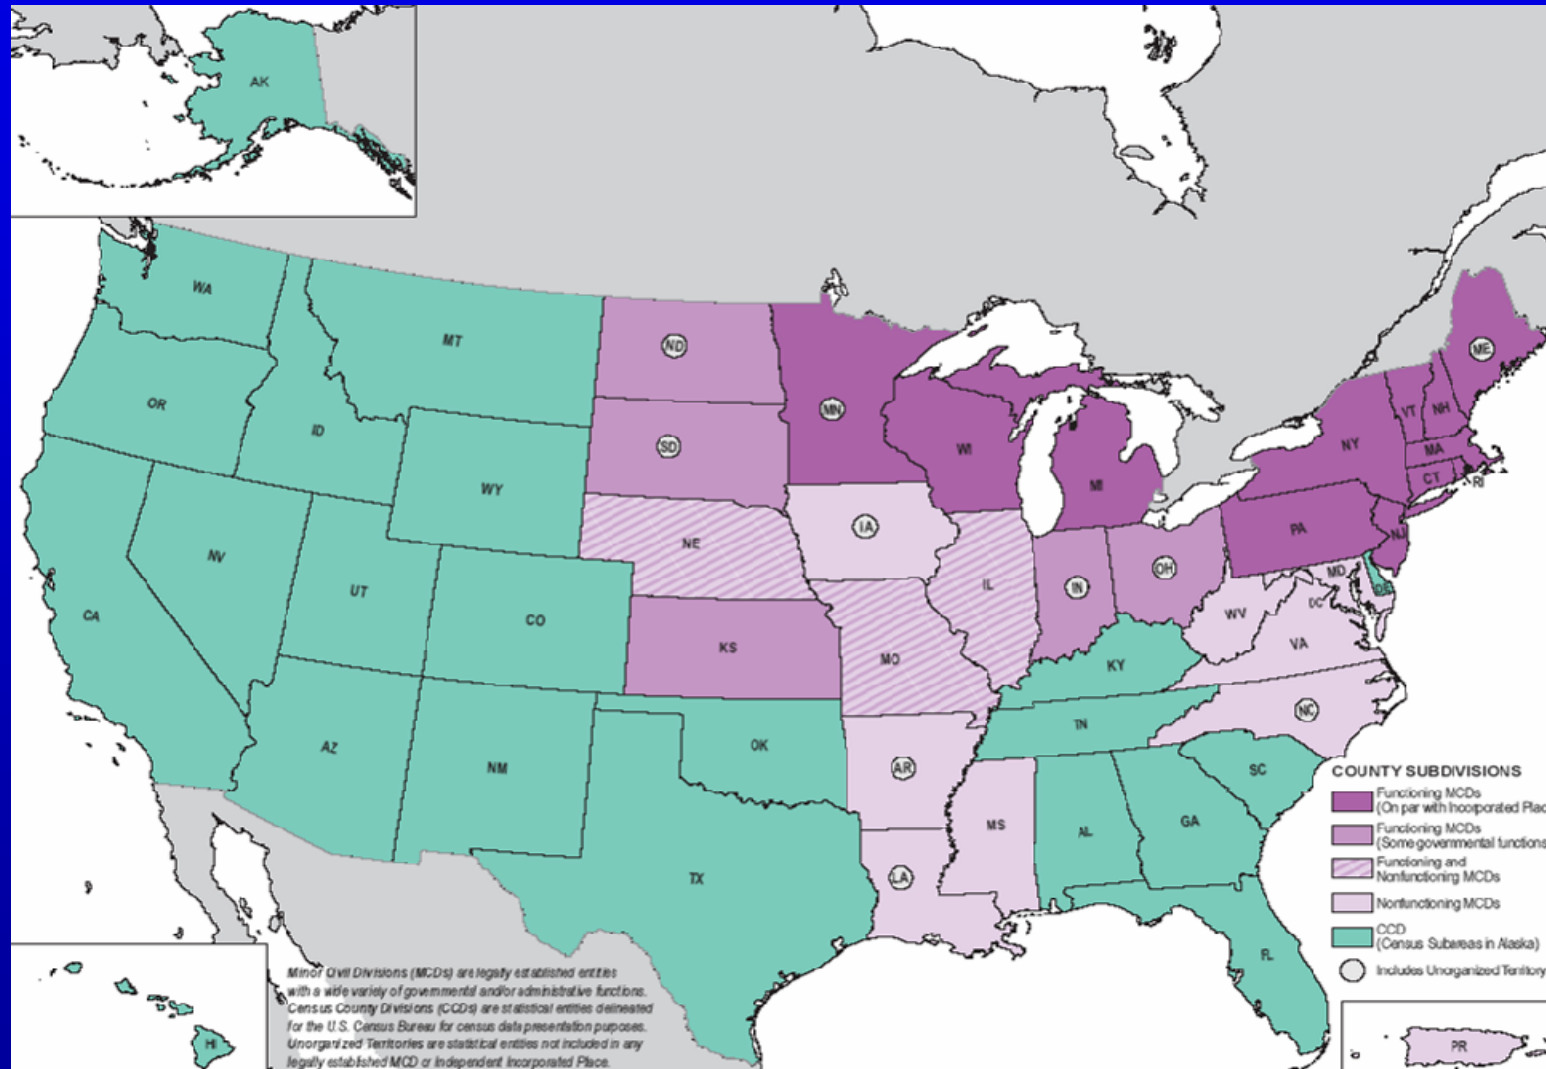 AK
WA
MT
ND
ME
OR
ID
MN
VT
NH
SD
WI
NY
MA
WY
MI
CT
RI
IA
PA
NE
NJ
NV
MD
OH
UT
IL
IN
DE
CA
CO
WV
DC
KS
VA
MO
KY
NC
TN
AZ
OK
NM
AR
SC
MS
AL
GA
TX
LA
FL
HI
PR
COUNTY SUBDIVISIONS
Functioning MCDs
(On par with Incorporated Plac
Functioning MCDs
(Some governmental functions
Functioning and
Nonfunctioning MCDs
Nonfunctioning MCDs
CCD
(Census Subareas in Alaska)
Includes Unorganized Territory
Minor Civil Divisions (MCDs) are legally established entities
with a wide variety of governmental and/or administrative functions.
Census County Divisions (CCDs) are statistical entities delineated
for the U.S. Census Bureau for census data presentation purposes.
Unorganized Territories are statistical entities not included in any
legally established MCD or Independent Incorporated Place.